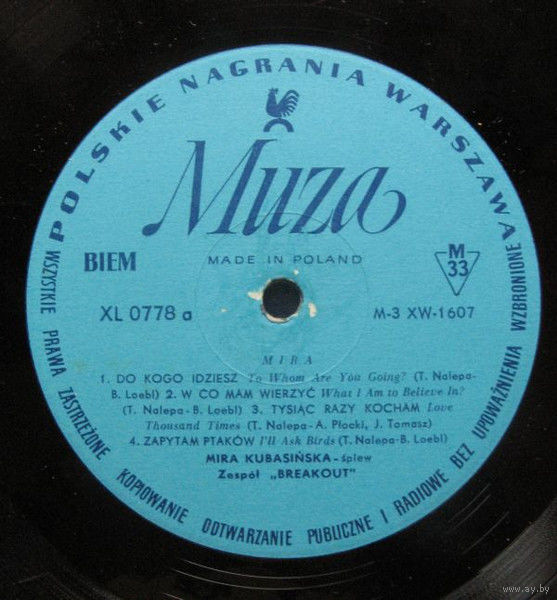 POLSKIE NAGRANIA WARSZAWA
Muza
MADE IN POLAND
BIEM
M
33
XL 0778 a
M-3 XW-1607
MIRA
1. DO KOGO IDZIESZ To Whom Are You Going? (T. Nalepa-
B. Loebl) 2. W CO MAM WIERZYĆ What I Am to Believe In?
(T. Nalepa-B. Loebl) 3. TYSIĄC RAZY KOCHAM Love
Thousand Times (T. Nalepa-A. Płocki, J. Tomasz)
4. ZAPYTAM PTAKÓW I'll Ask Birds (T. Nalepa-B. Loebl)
MIRA KUBASIŃSKA-śpiew
Zespół „BREAKOUT"
WSZYSTKIE PRAWA ZASTRZEŻONE KOPIOWANIE ODTWARZANIE PUBLICZNE I RADIOWE BEZ UPOWAŻNIENIA WZBRONIONE
www.ay.by